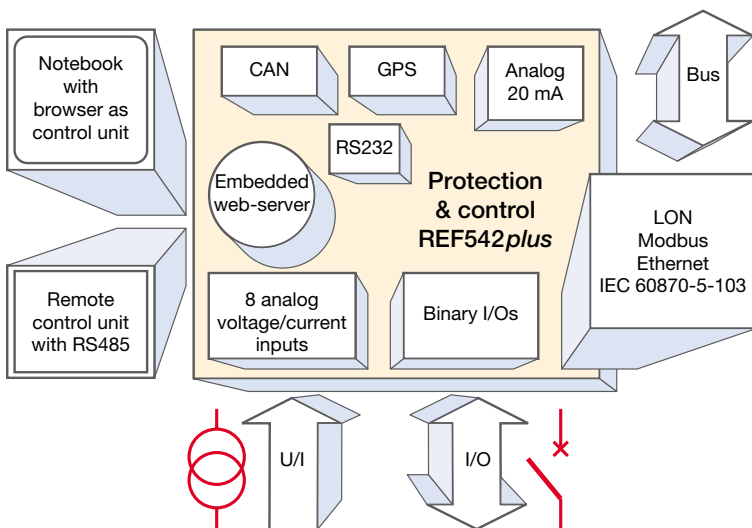 Notebook
with
browser as
control unit
CAN
GPS
Analog
20 mA
Bus
RS232
Embedded
web-server
Protection
& control
REF542plus
LON
Modbus
Ethernet
IEC 60870-5-103
Remote
control unit
with RS485
8 analog
voltage/current
inputs
Binary I/Os
U/I
I/O